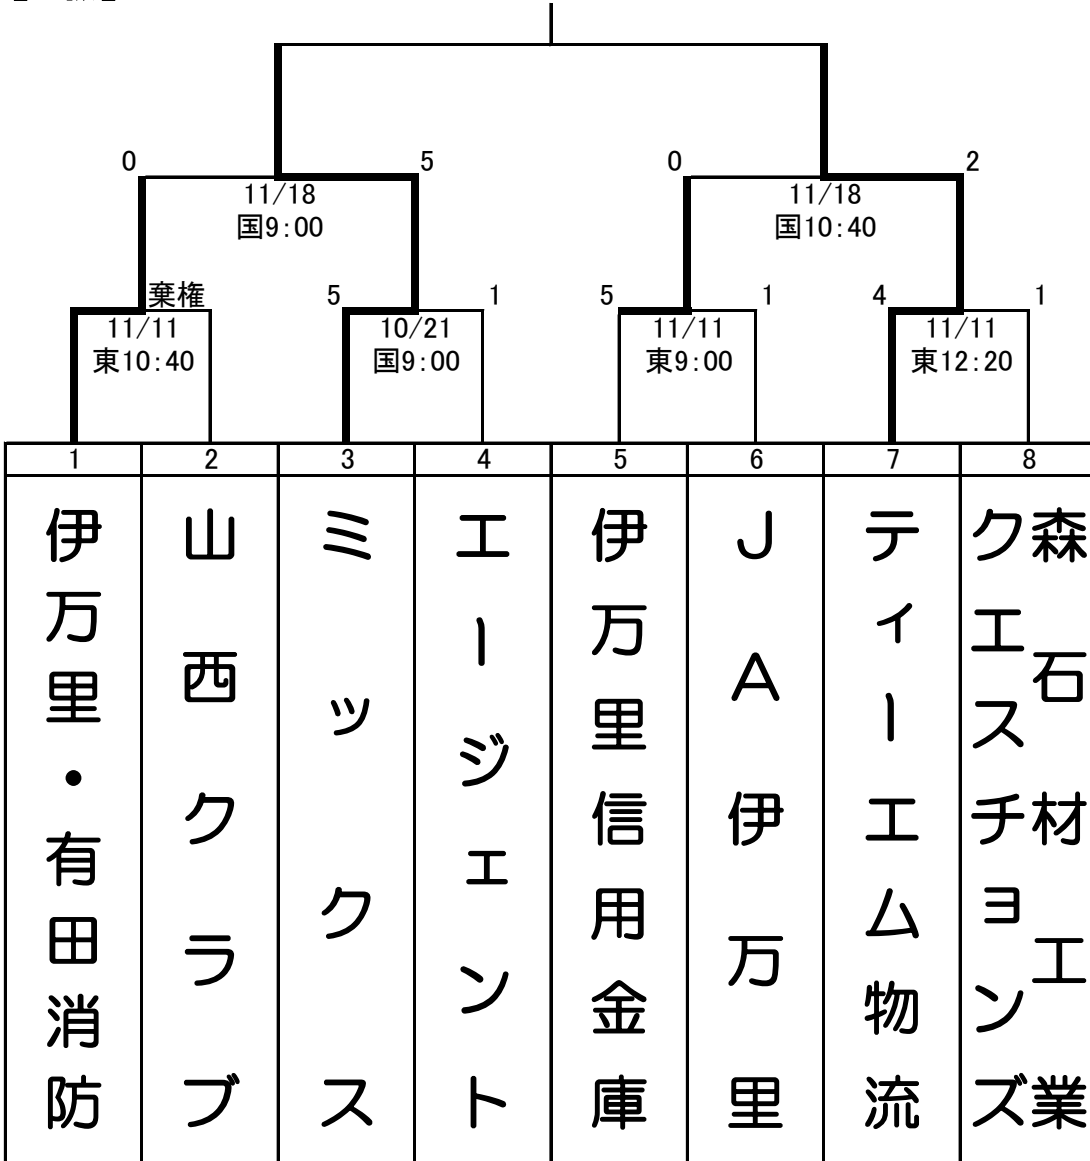 0
5
0
2
11/18
国9:00
11/18
国10:40
棄権
5
1
5
1
4
1
11/11
東10:40
10/21
国9:00
11/11
東9:00
11/11
東12:20
1
2
3
4
5
6
7
8
伊万里・有田消防
山西クラブ
ミックス
エージェント
伊万里信用金庫
JA伊万里
ティーエム物流
森石材工業
クエスチョンズ